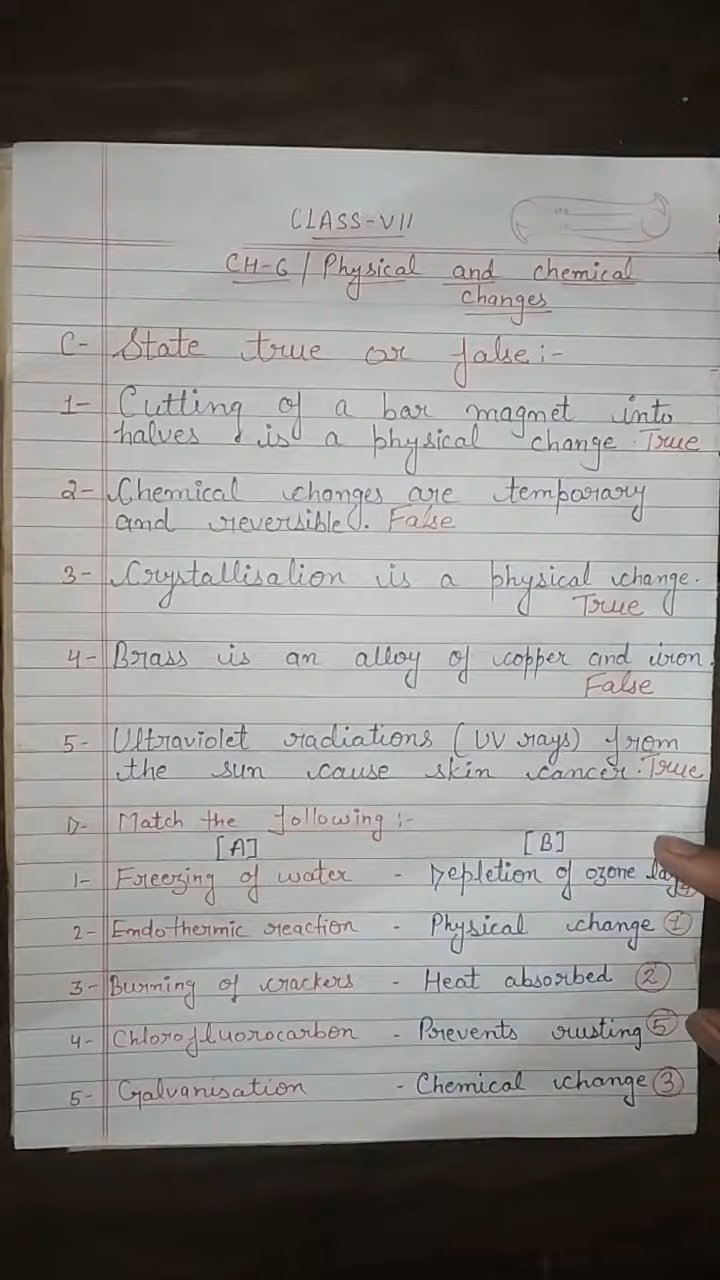 CLASS-VII
CH-6 / Physical and chemical
changes
C- State true or false:-
1- Cutting of a bar magnet into
halves is a physical change. True
2- Chemical changes are temporary
and reversible. False
3- Crystallisation is a physical change.
True
4- Brass is an alloy of copper and iron.
False
5- Ultraviolet radiations (UV rays) from
the sun cause skin cancer. True
D- Match the following:-
[A] [B]
1- Freezing of water - Depletion of ozone
2- Endothermic reaction - Physical change 1
3- Burning of crackers - Heat absorbed 2
4- Chlorofluorocarbon - Prevents rusting 5
5- Galvanisation - Chemical change 3